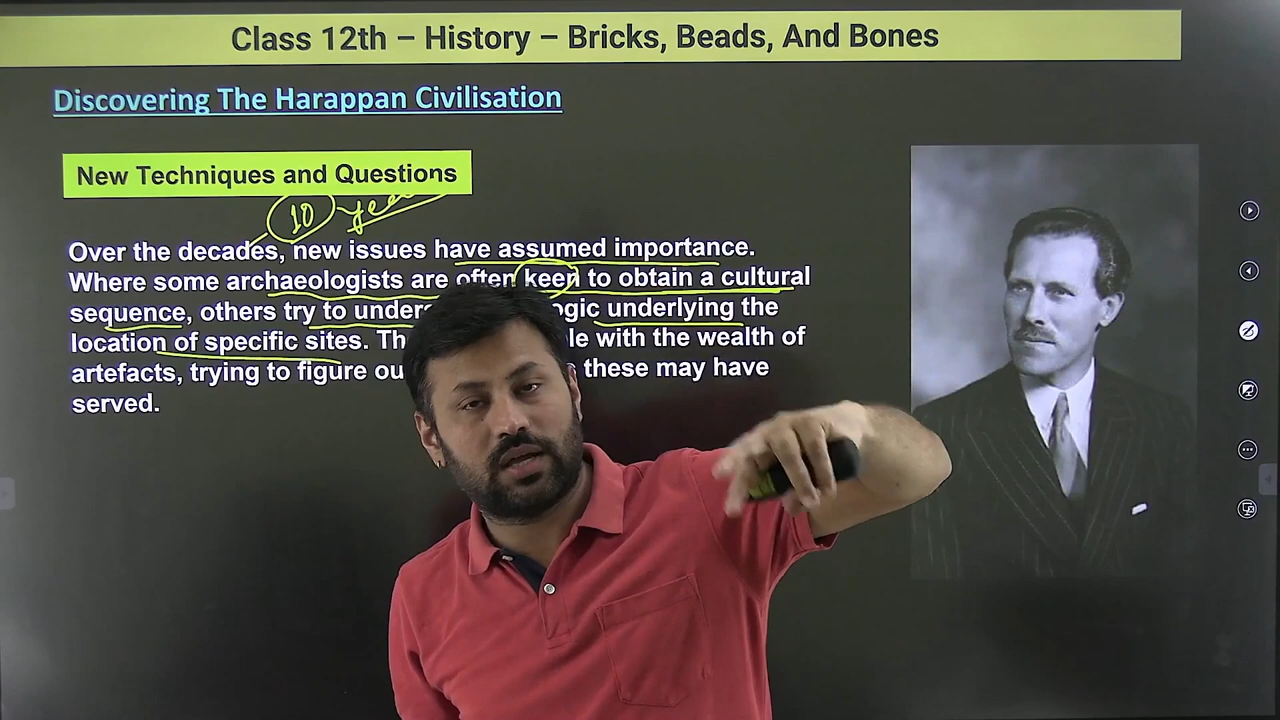 Class 12th – History – Bricks, Beads, And Bones
Discovering The Harappan Civilisation
New Techniques and Questions
10 years
Over the decades, new issues have assumed importance.
Where some archaeologists are often keen to obtain a cultural
sequence, others try to unders ogic underlying the
location of specific sites. Th le with the wealth of
artefacts, trying to figure ou s these may have
served.